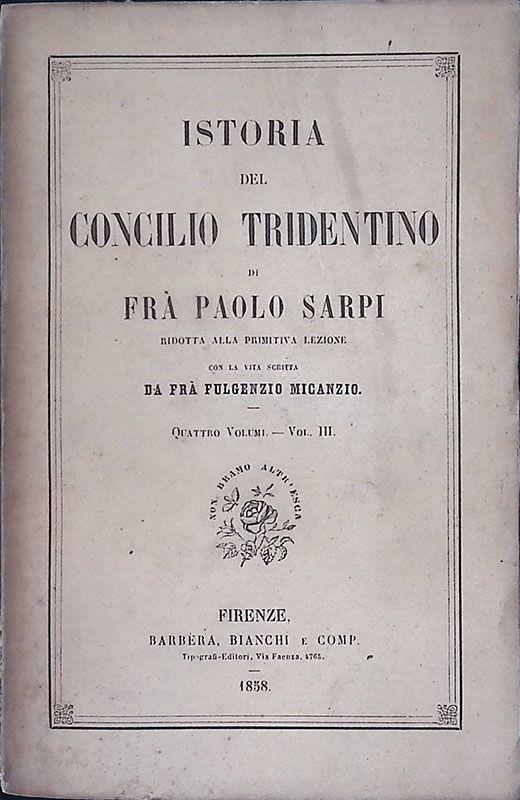 ISTORIA
DEL
CONCILIO TRIDENTINO
DI
FRÀ PAOLO SARPI
RIDOTTA ALLA PRIMITIVA LEZIONE
CON LA VITA SCRITTA
DA FRÀ FULGENZIO MICANZIO.
QUATTRO VOLUMI. — VOL. III.
NON BRAMO ALTR'ESCA
FIRENZE,
BARBÈRA, BIANCHI E COMP.
Tipografi-Editori, Via Faenza, 4765.
1858.